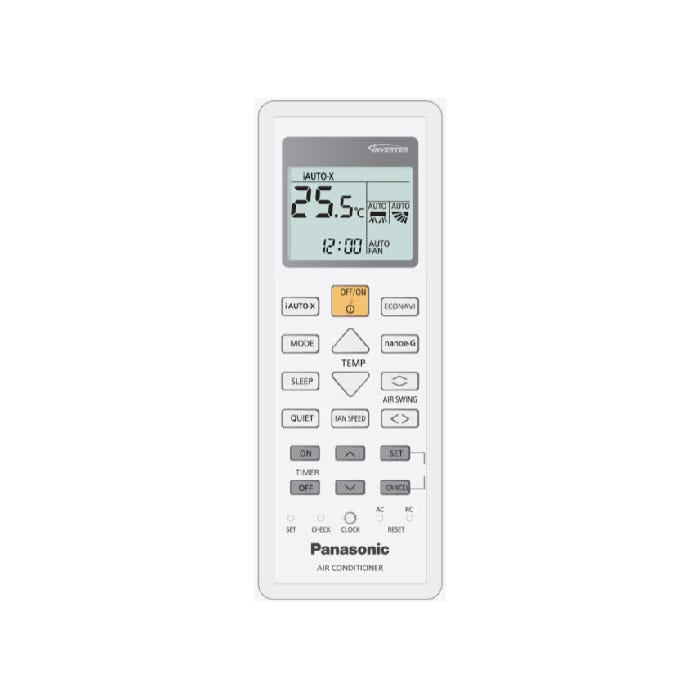 INVERTER
iAUTO-X
25.5°C
AUTO AUTO
12:00
AUTO
FAN
OFF/ON
iAUTO-X
ECONAVI
MODE
nanoe-G
TEMP
SLEEP
AIR SWING
QUIET
FAN SPEED
ON
SET
TIMER
OFF
CANCEL
AC RC
SET CHECK CLOCK RESET
Panasonic
AIR CONDITIONER